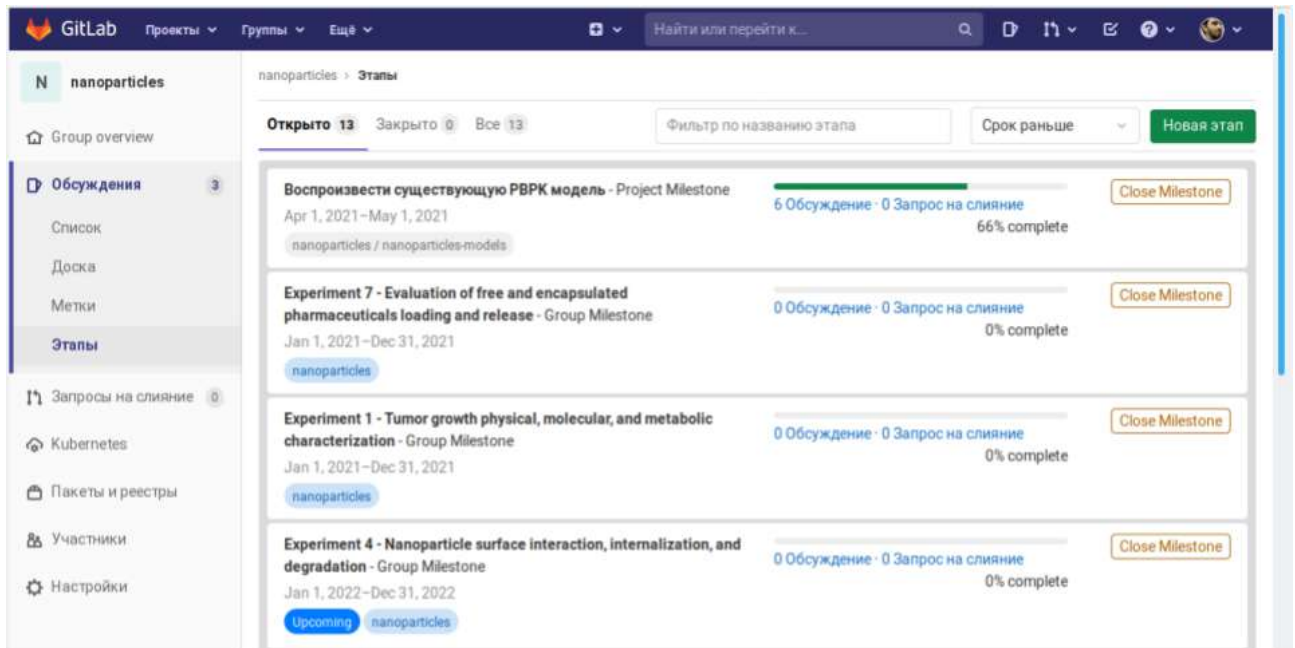 GitLab Проекты Группы Ещё Найти или перейти к...
N nanoparticles
Group overview
Обсуждения 3
Список
Доска
Метки
Этапы
Запросы на слияние 0
Kubernetes
Пакеты и реестры
Участники
Настройки
nanoparticles › Этапы
Открыто 13 Закрыто 0 Все 13 Фильтр по названию этапа Срок раньше Новая этап
Воспроизвести существующую PBPK модель - Project Milestone
Apr 1, 2021–May 1, 2021
nanoparticles / nanoparticles-models
6 Обсуждение · 0 Запрос на слияние
66% complete
Close Milestone
Experiment 7 - Evaluation of free and encapsulated
pharmaceuticals loading and release - Group Milestone
Jan 1, 2021–Dec 31, 2021
nanoparticles
0 Обсуждение · 0 Запрос на слияние
0% complete
Close Milestone
Experiment 1 - Tumor growth physical, molecular, and metabolic
characterization - Group Milestone
Jan 1, 2021–Dec 31, 2021
nanoparticles
0 Обсуждение · 0 Запрос на слияние
0% complete
Close Milestone
Experiment 4 - Nanoparticle surface interaction, internalization, and
degradation - Group Milestone
Jan 1, 2022–Dec 31, 2022
Upcoming nanoparticles
0 Обсуждение · 0 Запрос на слияние
0% complete
Close Milestone